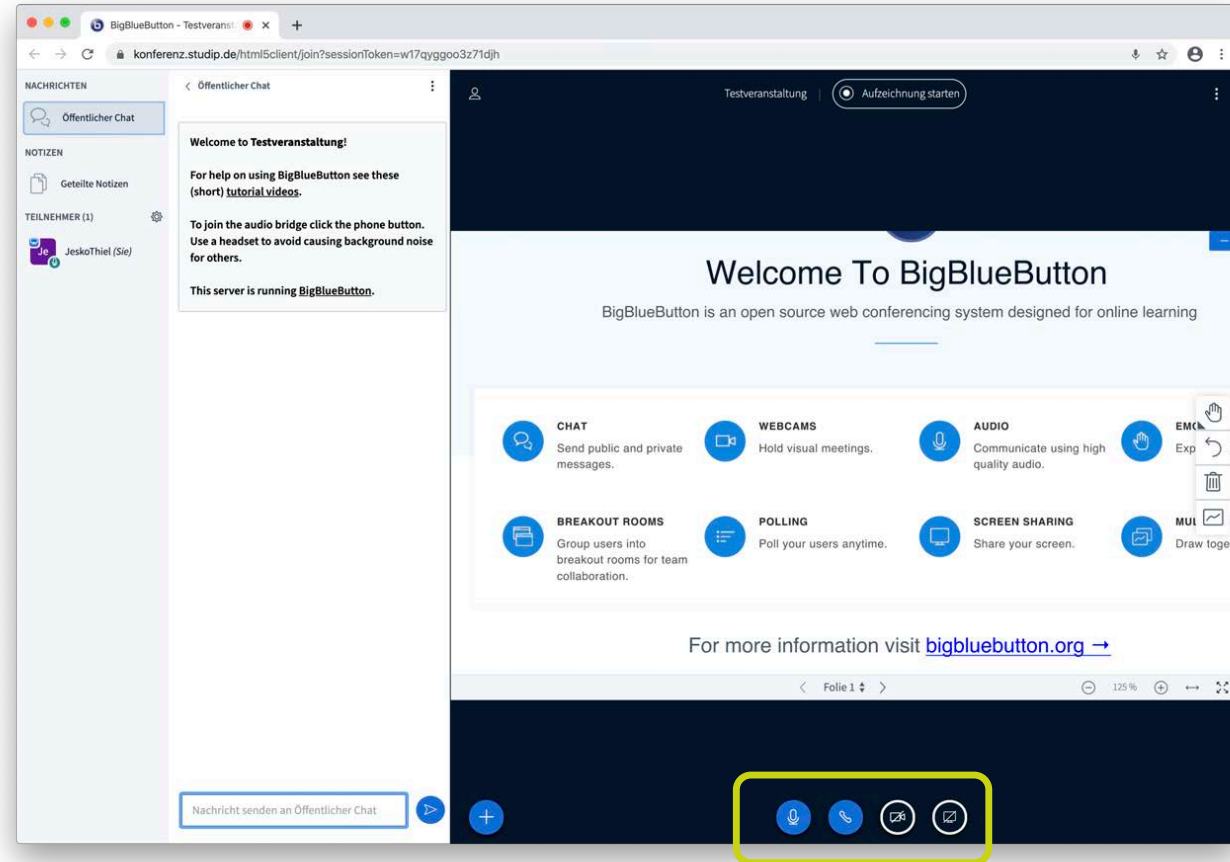 BigBlueButton - Testveranst
konferenz.studip.de/html5client/join?sessionToken=w17qyggoo3z71djh
NACHRICHTEN
Öffentlicher Chat
NOTIZEN
Geteilte Notizen
TEILNEHMER (1)
Je
JeskoThiel (Sie)
Öffentlicher Chat
Welcome to Testveranstaltung!
For help on using BigBlueButton see these
(short) tutorial videos.
To join the audio bridge click the phone button.
Use a headset to avoid causing background noise
for others.
This server is running BigBlueButton.
Nachricht senden an Öffentlicher Chat
Testveranstaltung | Aufzeichnung starten
Welcome To BigBlueButton
BigBlueButton is an open source web conferencing system designed for online learning
CHAT
Send public and private
messages.
WEBCAMS
Hold visual meetings.
AUDIO
Communicate using high
quality audio.
EMO
Exp
BREAKOUT ROOMS
Group users into
breakout rooms for team
collaboration.
POLLING
Poll your users anytime.
SCREEN SHARING
Share your screen.
MUL
Draw toge
For more information visit bigbluebutton.org →
Folie 1
125 %